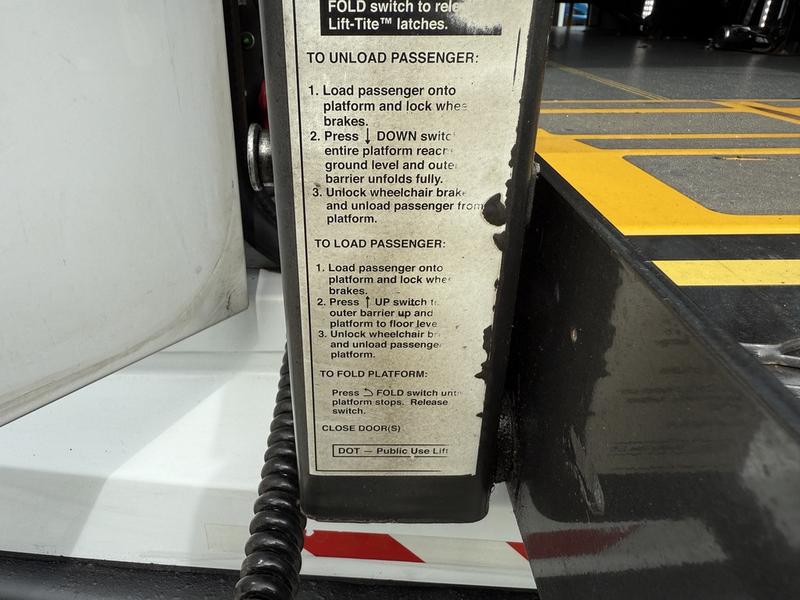 FOLD switch to rele
Lift-Tite™ latches.
TO UNLOAD PASSENGER:
1. Load passenger onto
platform and lock whee
brakes.
2. Press ↓ DOWN switc
entire platform reach
ground level and oute
barrier unfolds fully.
3. Unlock wheelchair brake
and unload passenger from
platform.
TO LOAD PASSENGER:
1. Load passenger onto
platform and lock whe
brakes.
2. Press ↑ UP switch t
outer barrier up and
platform to floor leve
3. Unlock wheelchair br
and unload passenge
platform.
TO FOLD PLATFORM:
Press ⮌ FOLD switch unt
platform stops. Release
switch.
CLOSE DOOR(S)
DOT — Public Use Lift